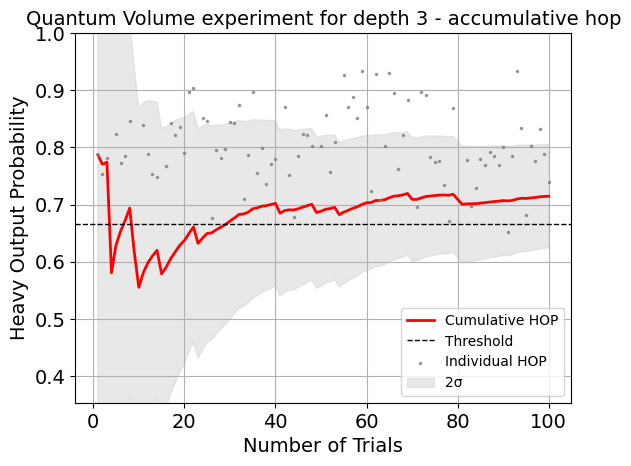 Quantum Volume experiment for depth 3 - accumulative hop
1.0
0.9
0.8
0.7
0.6
0.5
0.4
Heavy Output Probability
Cumulative HOP
Threshold
Individual HOP
2σ
0 20 40 60 80 100
Number of Trials